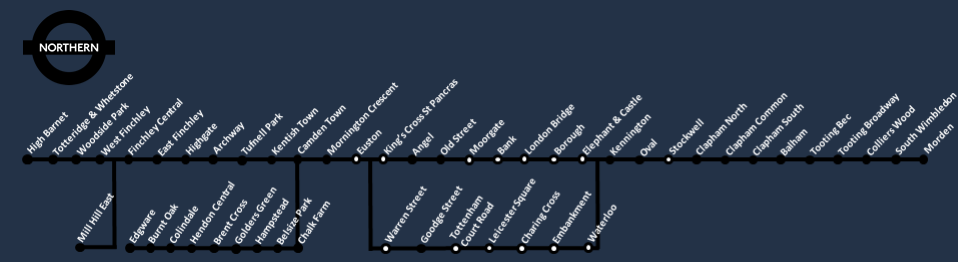 NORTHERN
High Barnet
Totteridge & Whetstone
Woodside Park
West Finchley
Finchley Central
East Finchley
Highgate
Archway
Tufnell Park
Kentish Town
Camden Town
Mornington Crescent
Euston
King's Cross St Pancras
Angel
Old Street
Moorgate
Bank
London Bridge
Borough
Elephant & Castle
Kennington
Oval
Stockwell
Clapham North
Clapham Common
Clapham South
Balham
Tooting Bec
Tooting Broadway
Colliers Wood
South Wimbledon
Morden
Mill Hill East
Edgware
Burnt Oak
Colindale
Hendon Central
Brent Cross
Golders Green
Hampstead
Belsize Park
Chalk Farm
Warren Street
Goodge Street
Tottenham
Court Road
Leicester Square
Charing Cross
Embankment
Waterloo